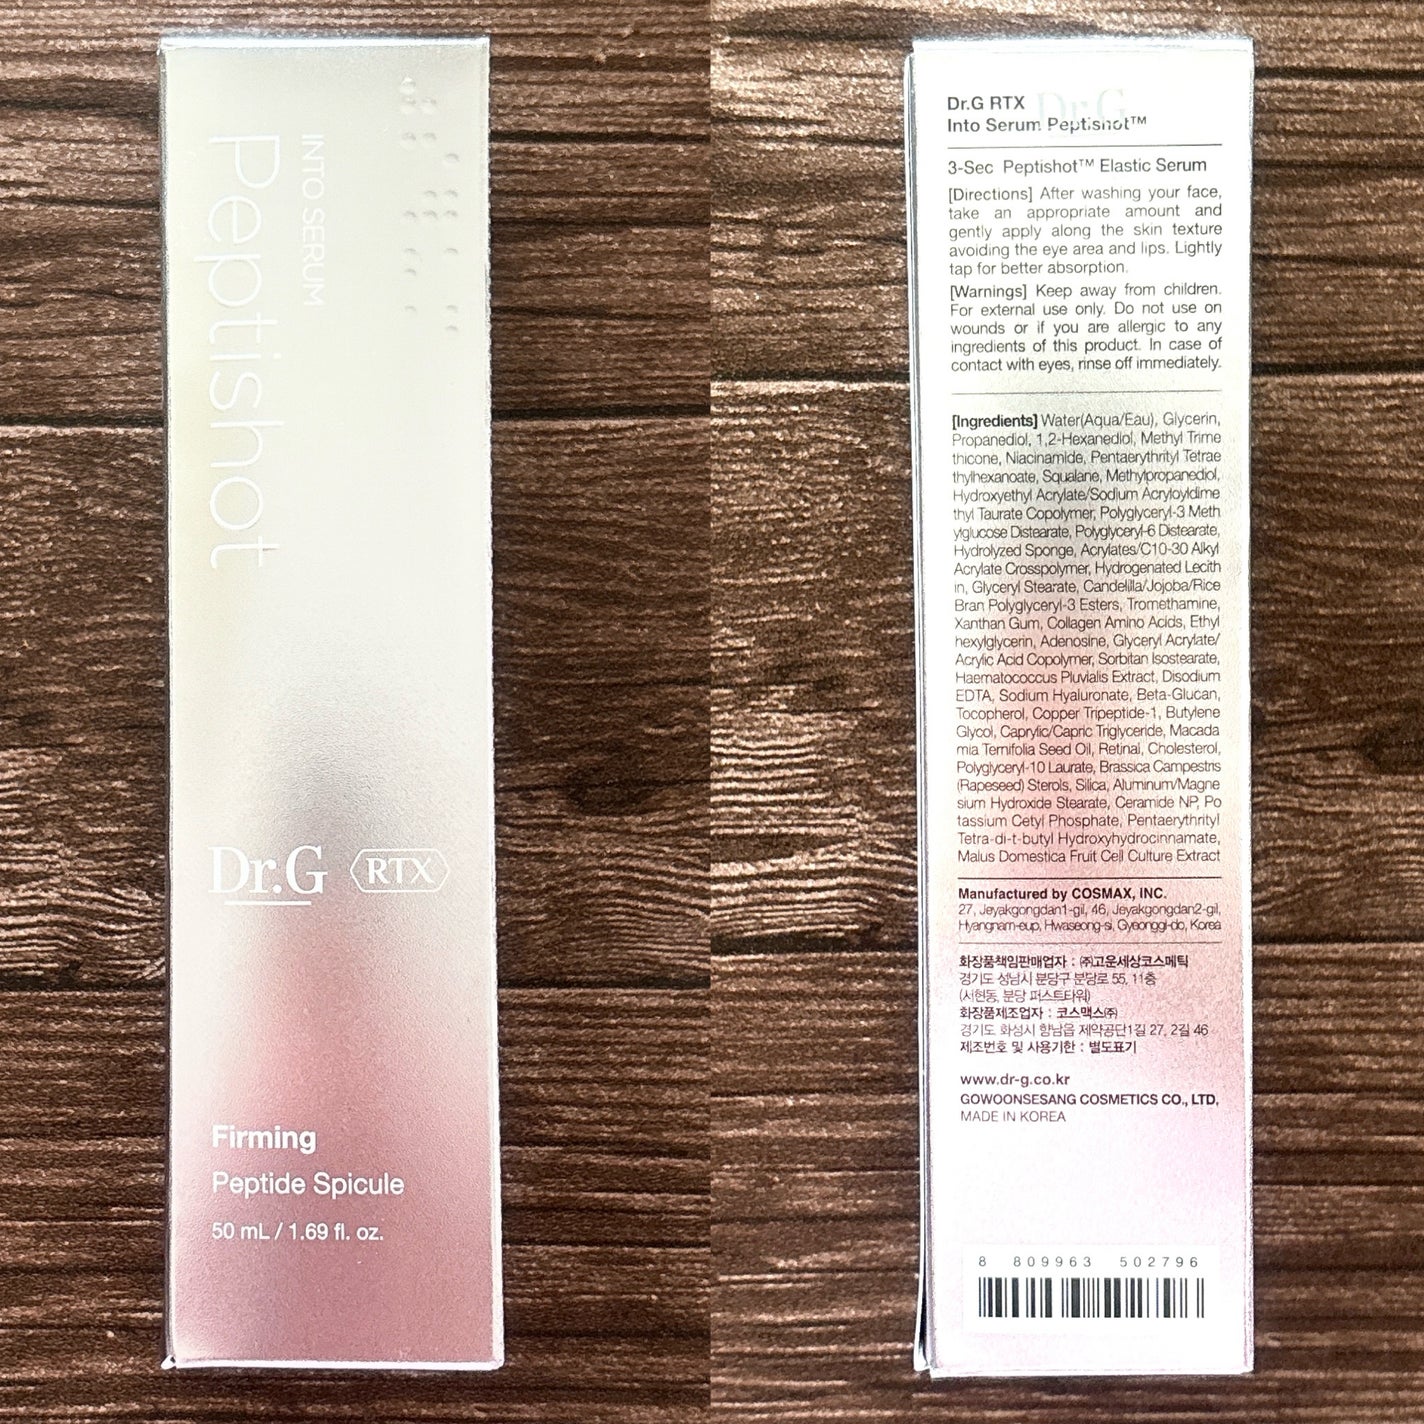 INTO SERUM
Peptishot
Dr.G RTX
Firming
Peptide Spicule
50 mL / 1.69 fl. oz.
Dr.G
Dr.G RTX
Into Serum Peptishot™
3-Sec Peptishot™ Elastic Serum
[Directions] After washing your face,
take an appropriate amount and
gently apply along the skin texture
avoiding the eye area and lips. Lightly
tap for better absorption.
[Warnings] Keep away from children.
For external use only. Do not use on
wounds or if you are allergic to any
ingredients of this product. In case of
contact with eyes, rinse off immediately.
[Ingredients] Water(Aqua/Eau), Glycerin,
Propanediol, 1,2-Hexanediol, Methyl Trime
thicone, Niacinamide, Pentaerythrityl Tetrae
thylhexanoate, Squalane, Methylpropanediol,
Hydroxyethyl Acrylate/Sodium Acryloyldime
thyl Taurate Copolymer, Polyglyceryl-3 Meth
ylglucose Distearate, Polyglyceryl-6 Distearate,
Hydrolyzed Sponge, Acrylates/C10-30 Alkyl
Acrylate Crosspolymer, Hydrogenated Lecith
in, Glyceryl Stearate, Candelilla/Jojoba/Rice
Bran Polyglyceryl-3 Esters, Tromethamine,
Xanthan Gum, Collagen Amino Acids, Ethyl
hexylglycerin, Adenosine, Glyceryl Acrylate/
Acrylic Acid Copolymer, Sorbitan Isostearate,
Haematococcus Pluvialis Extract, Disodium
EDTA, Sodium Hyaluronate, Beta-Glucan,
Tocopherol, Copper Tripeptide-1, Butylene
Glycol, Caprylic/Capric Triglyceride, Macada
mia Ternifolia Seed Oil, Retinal, Cholesterol,
Polyglyceryl-10 Laurate, Brassica Campestris
(Rapeseed) Sterols, Silica, Aluminum/Magne
sium Hydroxide Stearate, Ceramide NP, Po
tassium Cetyl Phosphate, Pentaerythrityl
Tetra-di-t-butyl Hydroxyhydrocinnamate,
Malus Domestica Fruit Cell Culture Extract
Manufactured by COSMAX, INC.
27, Jeyakgongdan1-gil, 46, Jeyakgongdan2-gil,
Hyangnam-eup, Hwaseong-si, Gyeonggi-do, Korea
화장품책임판매업자 : ㈜고운세상코스메틱
경기도 성남시 분당구 분당로 55, 11층
(서현동, 분당 퍼스트타워)
화장품제조업자 : 코스맥스㈜
경기도 화성시 향남읍 제약공단1길 27, 2길 46
제조번호 및 사용기한 : 별도표기
www.dr-g.co.kr
GOWOONSESANG COSMETICS CO., LTD.
MADE IN KOREA
8 809963 502796